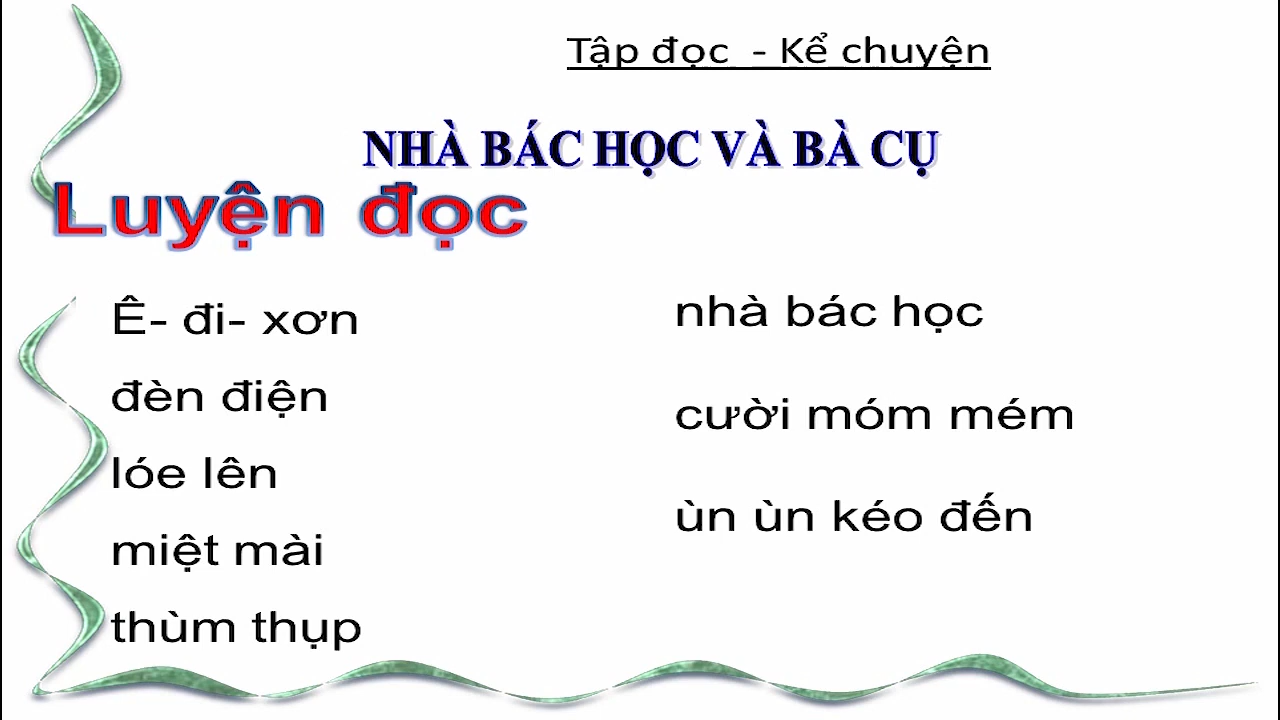 Tập đọc - Kể chuyện
NHÀ BÁC HỌC VÀ BÀ CỤ
Luyện đọc
Ê- đi- xơn
đèn điện
lóe lên
miệt mài
thùm thụp
nhà bác học
cười móm mém
ùn ùn kéo đến